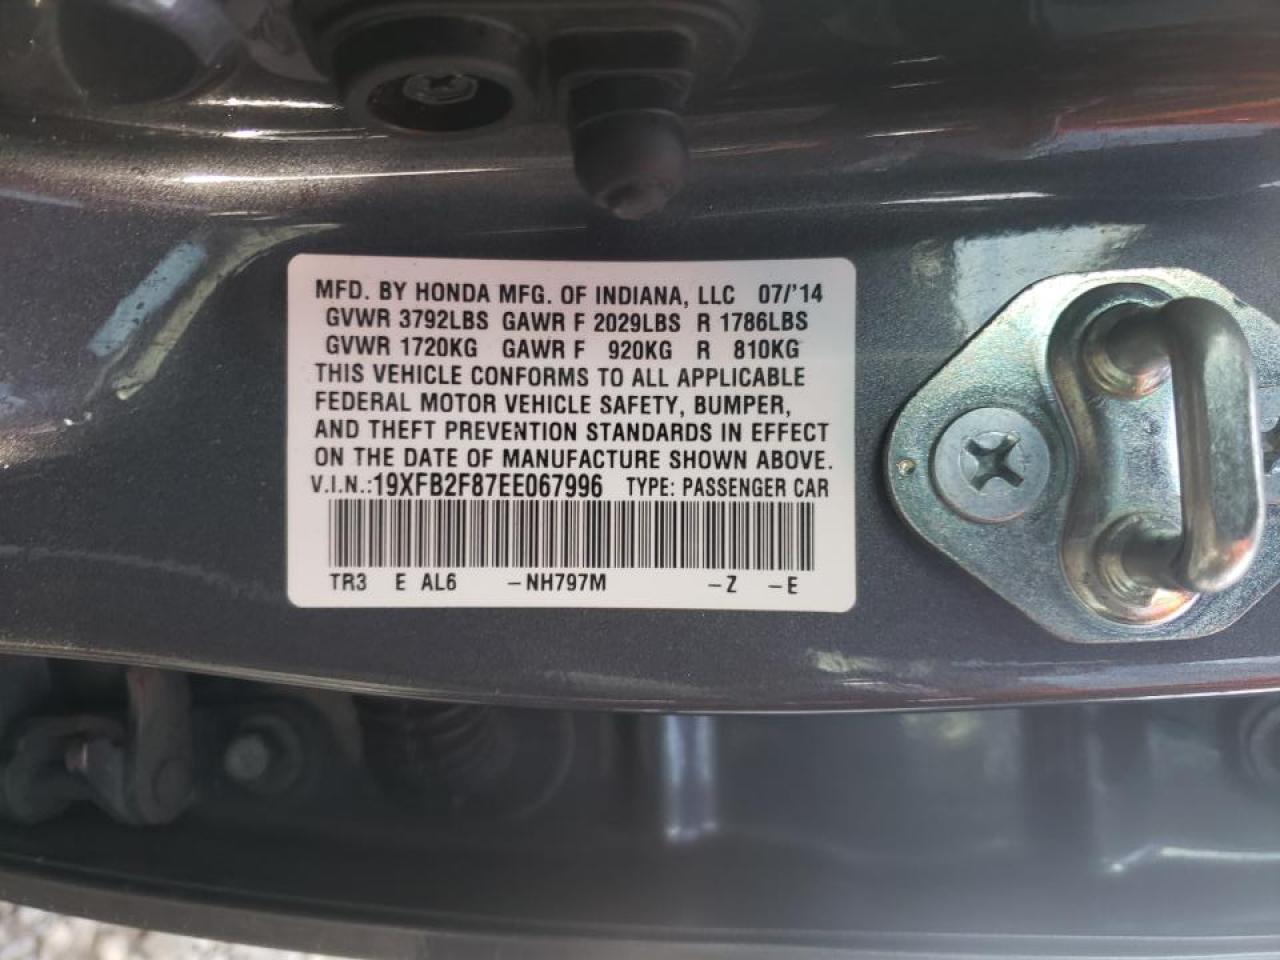 MFD. BY HONDA MFG. OF INDIANA, LLC 07/'14
GVWR 3792LBS GAWR F 2029LBS R 1786LBS
GVWR 1720KG GAWR F 920KG R 810KG
THIS VEHICLE CONFORMS TO ALL APPLICABLE
FEDERAL MOTOR VEHICLE SAFETY, BUMPER,
AND THEFT PREVENTION STANDARDS IN EFFECT
ON THE DATE OF MANUFACTURE SHOWN ABOVE.
V.I.N.:19XFB2F87EE067996 TYPE: PASSENGER CAR
TR3 E AL6 -NH797M -Z -E